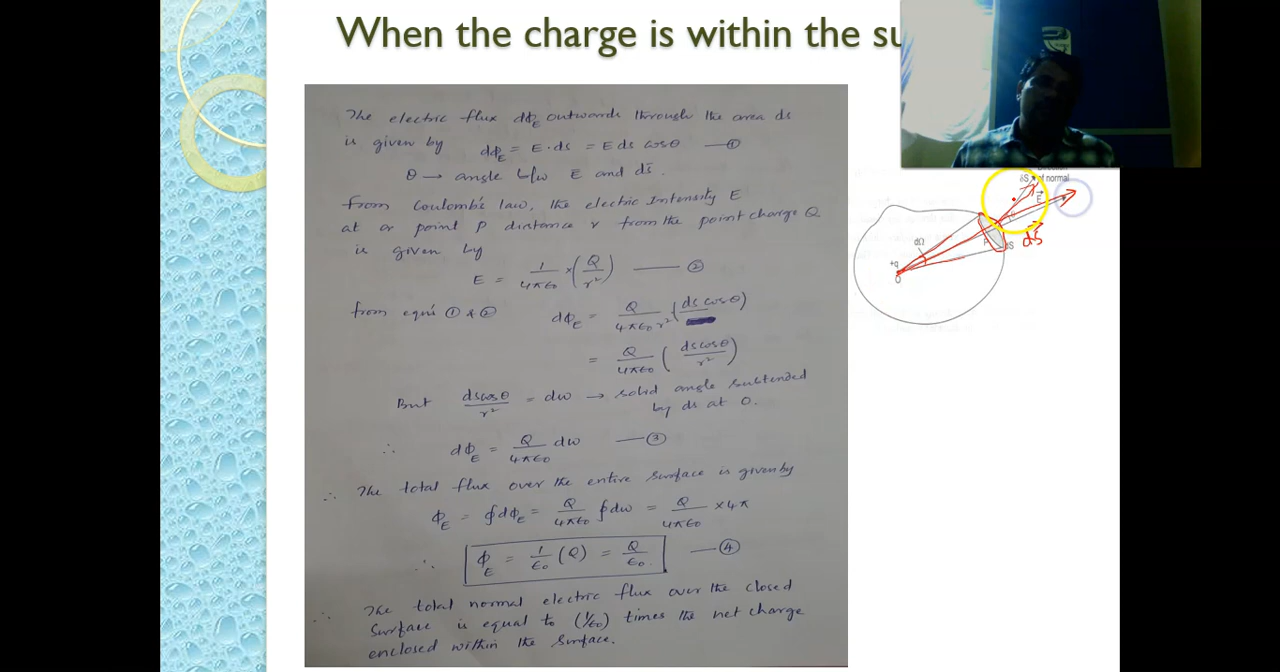 When the charge is within the su
The electric flux dϕE outwards through the area ds
is given by dϕE = E·ds = E ds cosθ —①
θ → angle b/w E̅ and ds̅.
from Coulomb's law, the electric Intensity E
at a point P distance r from the point charge Q
is given by
E = 1/4πϵ₀ × (Q/r²) —②
from equn's ① & ② dϕE = Q/4πϵ₀r² (ds cosθ)
= Q/4πϵ₀ (ds cosθ/r²)
But ds cosθ/r² = dω → solid angle subtended
by ds at O.
∴ dϕE = Q/4πϵ₀ dω —③
∴ The total flux over the entire surface is given by
ϕE = ∮dϕE = Q/4πϵ₀ ∮dω = Q/4πϵ₀ × 4π
∴ ϕE = 1/ϵ₀ (Q) = Q/ϵ₀. —④
∴ The total normal electric flux over the closed
surface is equal to (1/ϵ₀) times the net charge
enclosed within the surface.
δS of normal
E
θ
dΩ
P
dS
ds̅
+q
O